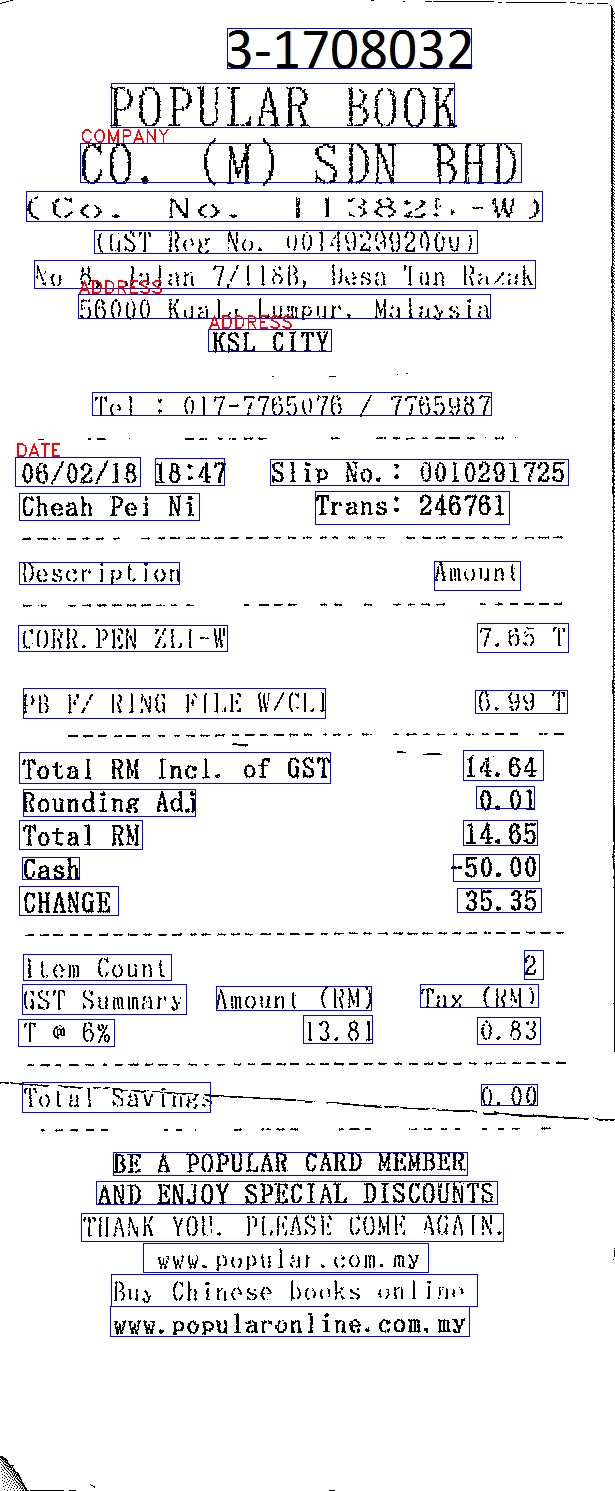 3-1708032
POPULAR BOOK
COMPANY
CO. (M) SDN BHD
(Co. No. 113825-W)
(GST Reg No. 001492992000)
No 8, Jalan 7/118B, Desa Tun Razak
ADDRESS
56000 Kuala Lumpur, Malaysia
ADDRESS
KSL CITY
Tel : 017-7765076 / 7765987
DATE
06/02/18 18:47 Slip No.: 0010291725
Cheah Pei Ni Trans: 246761
Description Amount
CORR.PEN ZL1-W 7.65 T
PB F/ RING FILE W/CLI 6.99 T
Total RM Incl. of GST 14.64
Rounding Adj 0.01
Total RM 14.65
Cash -50.00
CHANGE 35.35
Item Count 2
GST Summary Amount (RM) Tax (RM)
T @ 6% 13.81 0.83
Total Savings 0.00
BE A POPULAR CARD MEMBER
AND ENJOY SPECIAL DISCOUNTS
THANK YOU. PLEASE COME AGAIN.
www.popular.com.my
Buy Chinese books online
www.popularonline.com.my